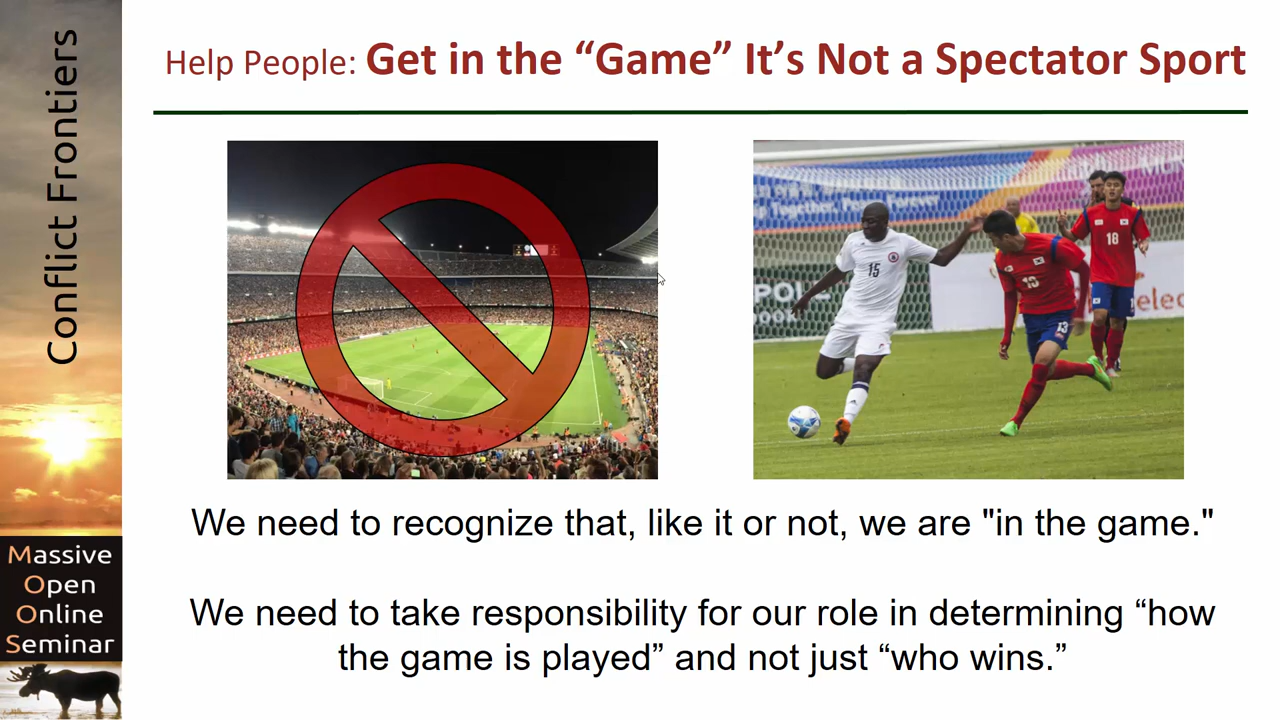 Conflict Frontiers
Massive
Open
Online
Seminar
Help People: Get in the “Game” It’s Not a Spectator Sport
15
13
13
18
We need to recognize that, like it or not, we are "in the game."
We need to take responsibility for our role in determining “how
the game is played” and not just “who wins.”